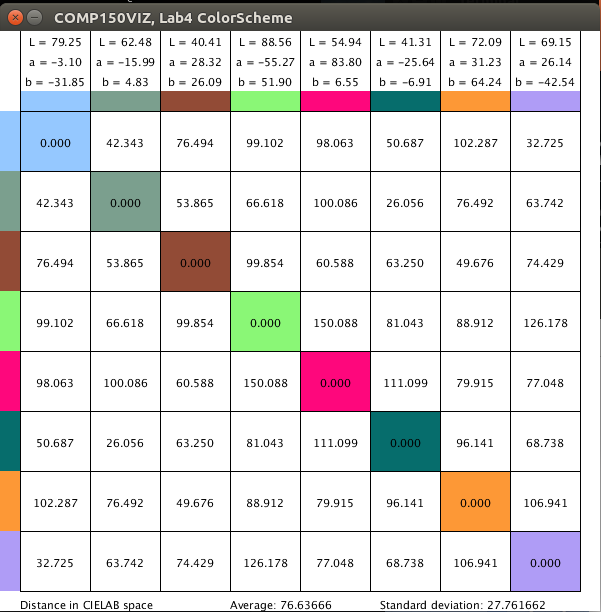 COMP150VIZ, Lab4 ColorScheme
L = 79.25 L = 62.48 L = 40.41 L = 88.56 L = 54.94 L = 41.31 L = 72.09 L = 69.15
a = -3.10 a = -15.99 a = 28.32 a = -55.27 a = 83.80 a = -25.64 a = 31.23 a = 26.14
b = -31.85 b = 4.83 b = 26.09 b = 51.90 b = 6.55 b = -6.91 b = 64.24 b = -42.54
0.000 42.343 76.494 99.102 98.063 50.687 102.287 32.725
42.343 0.000 53.865 66.618 100.086 26.056 76.492 63.742
76.494 53.865 0.000 99.854 60.588 63.250 49.676 74.429
99.102 66.618 99.854 0.000 150.088 81.043 88.912 126.178
98.063 100.086 60.588 150.088 0.000 111.099 79.915 77.048
50.687 26.056 63.250 81.043 111.099 0.000 96.141 68.738
102.287 76.492 49.676 88.912 79.915 96.141 0.000 106.941
32.725 63.742 74.429 126.178 77.048 68.738 106.941 0.000
Distance in CIELAB space Average: 76.63666 Standard deviation: 27.761662